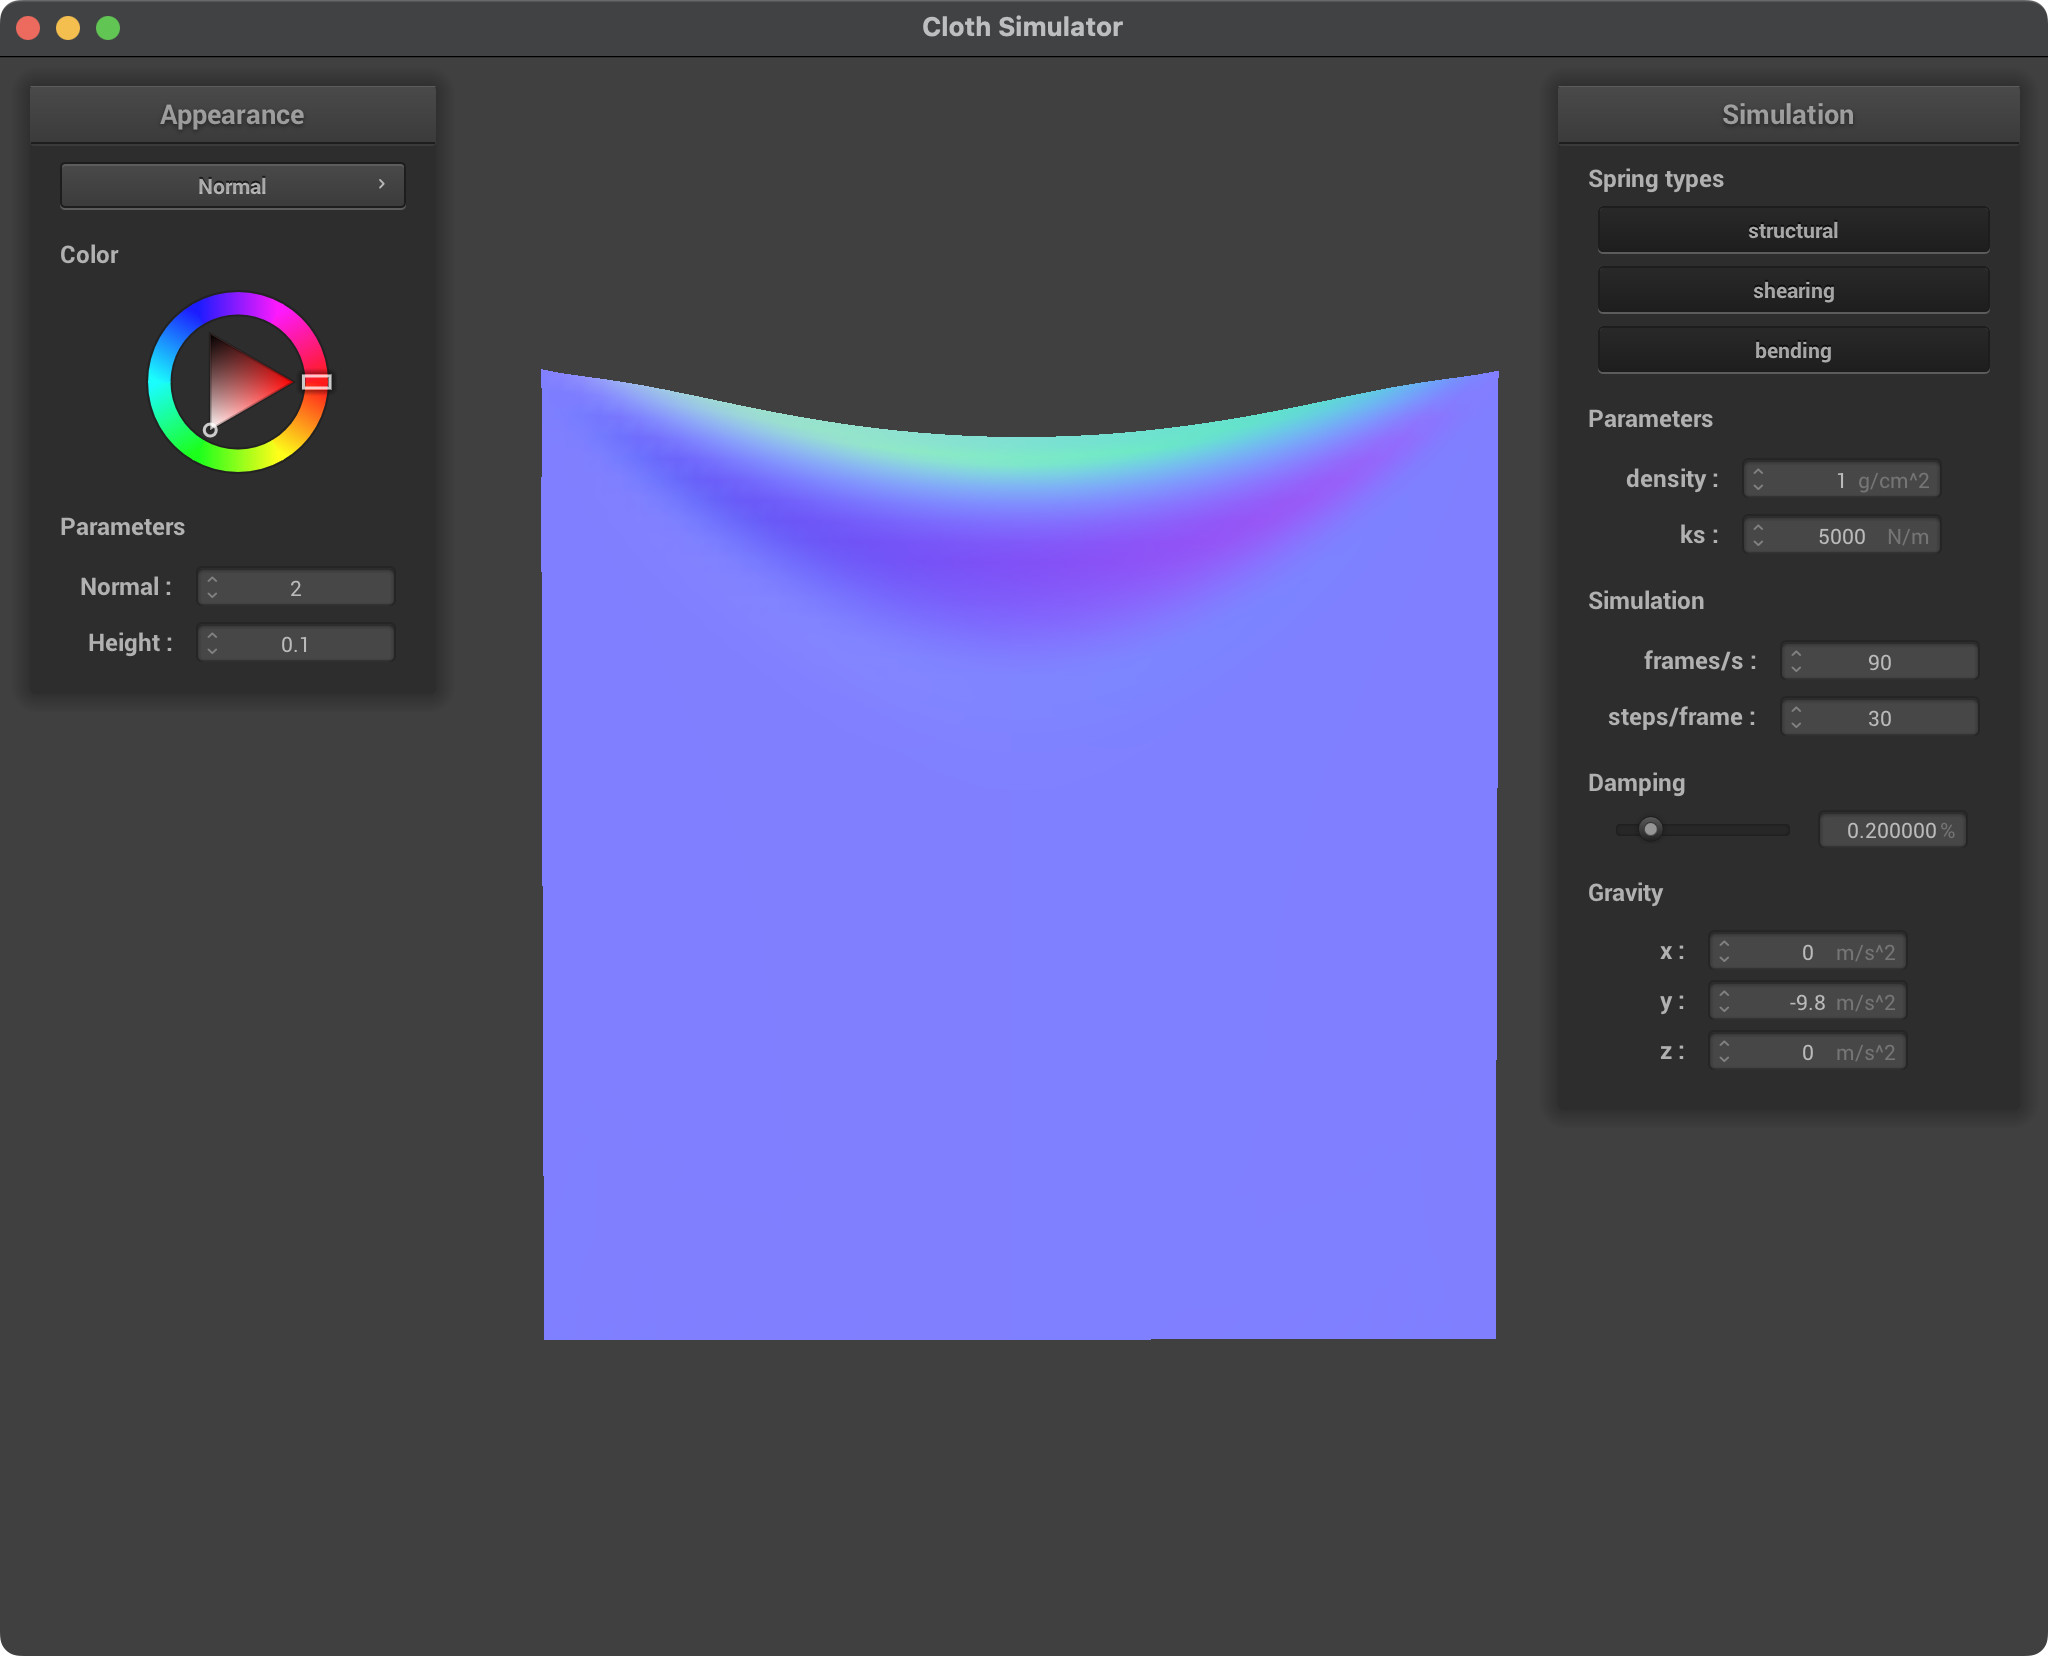 Cloth Simulator
Appearance
Normal
Color
Parameters
Normal : 2
Height : 0.1
Simulation
Spring types
structural
shearing
bending
Parameters
density : 1 g/cm^2
ks : 5000 N/m
Simulation
frames/s : 90
steps/frame : 30
Damping
0.200000 %
Gravity
x : 0 m/s^2
y : -9.8 m/s^2
z : 0 m/s^2